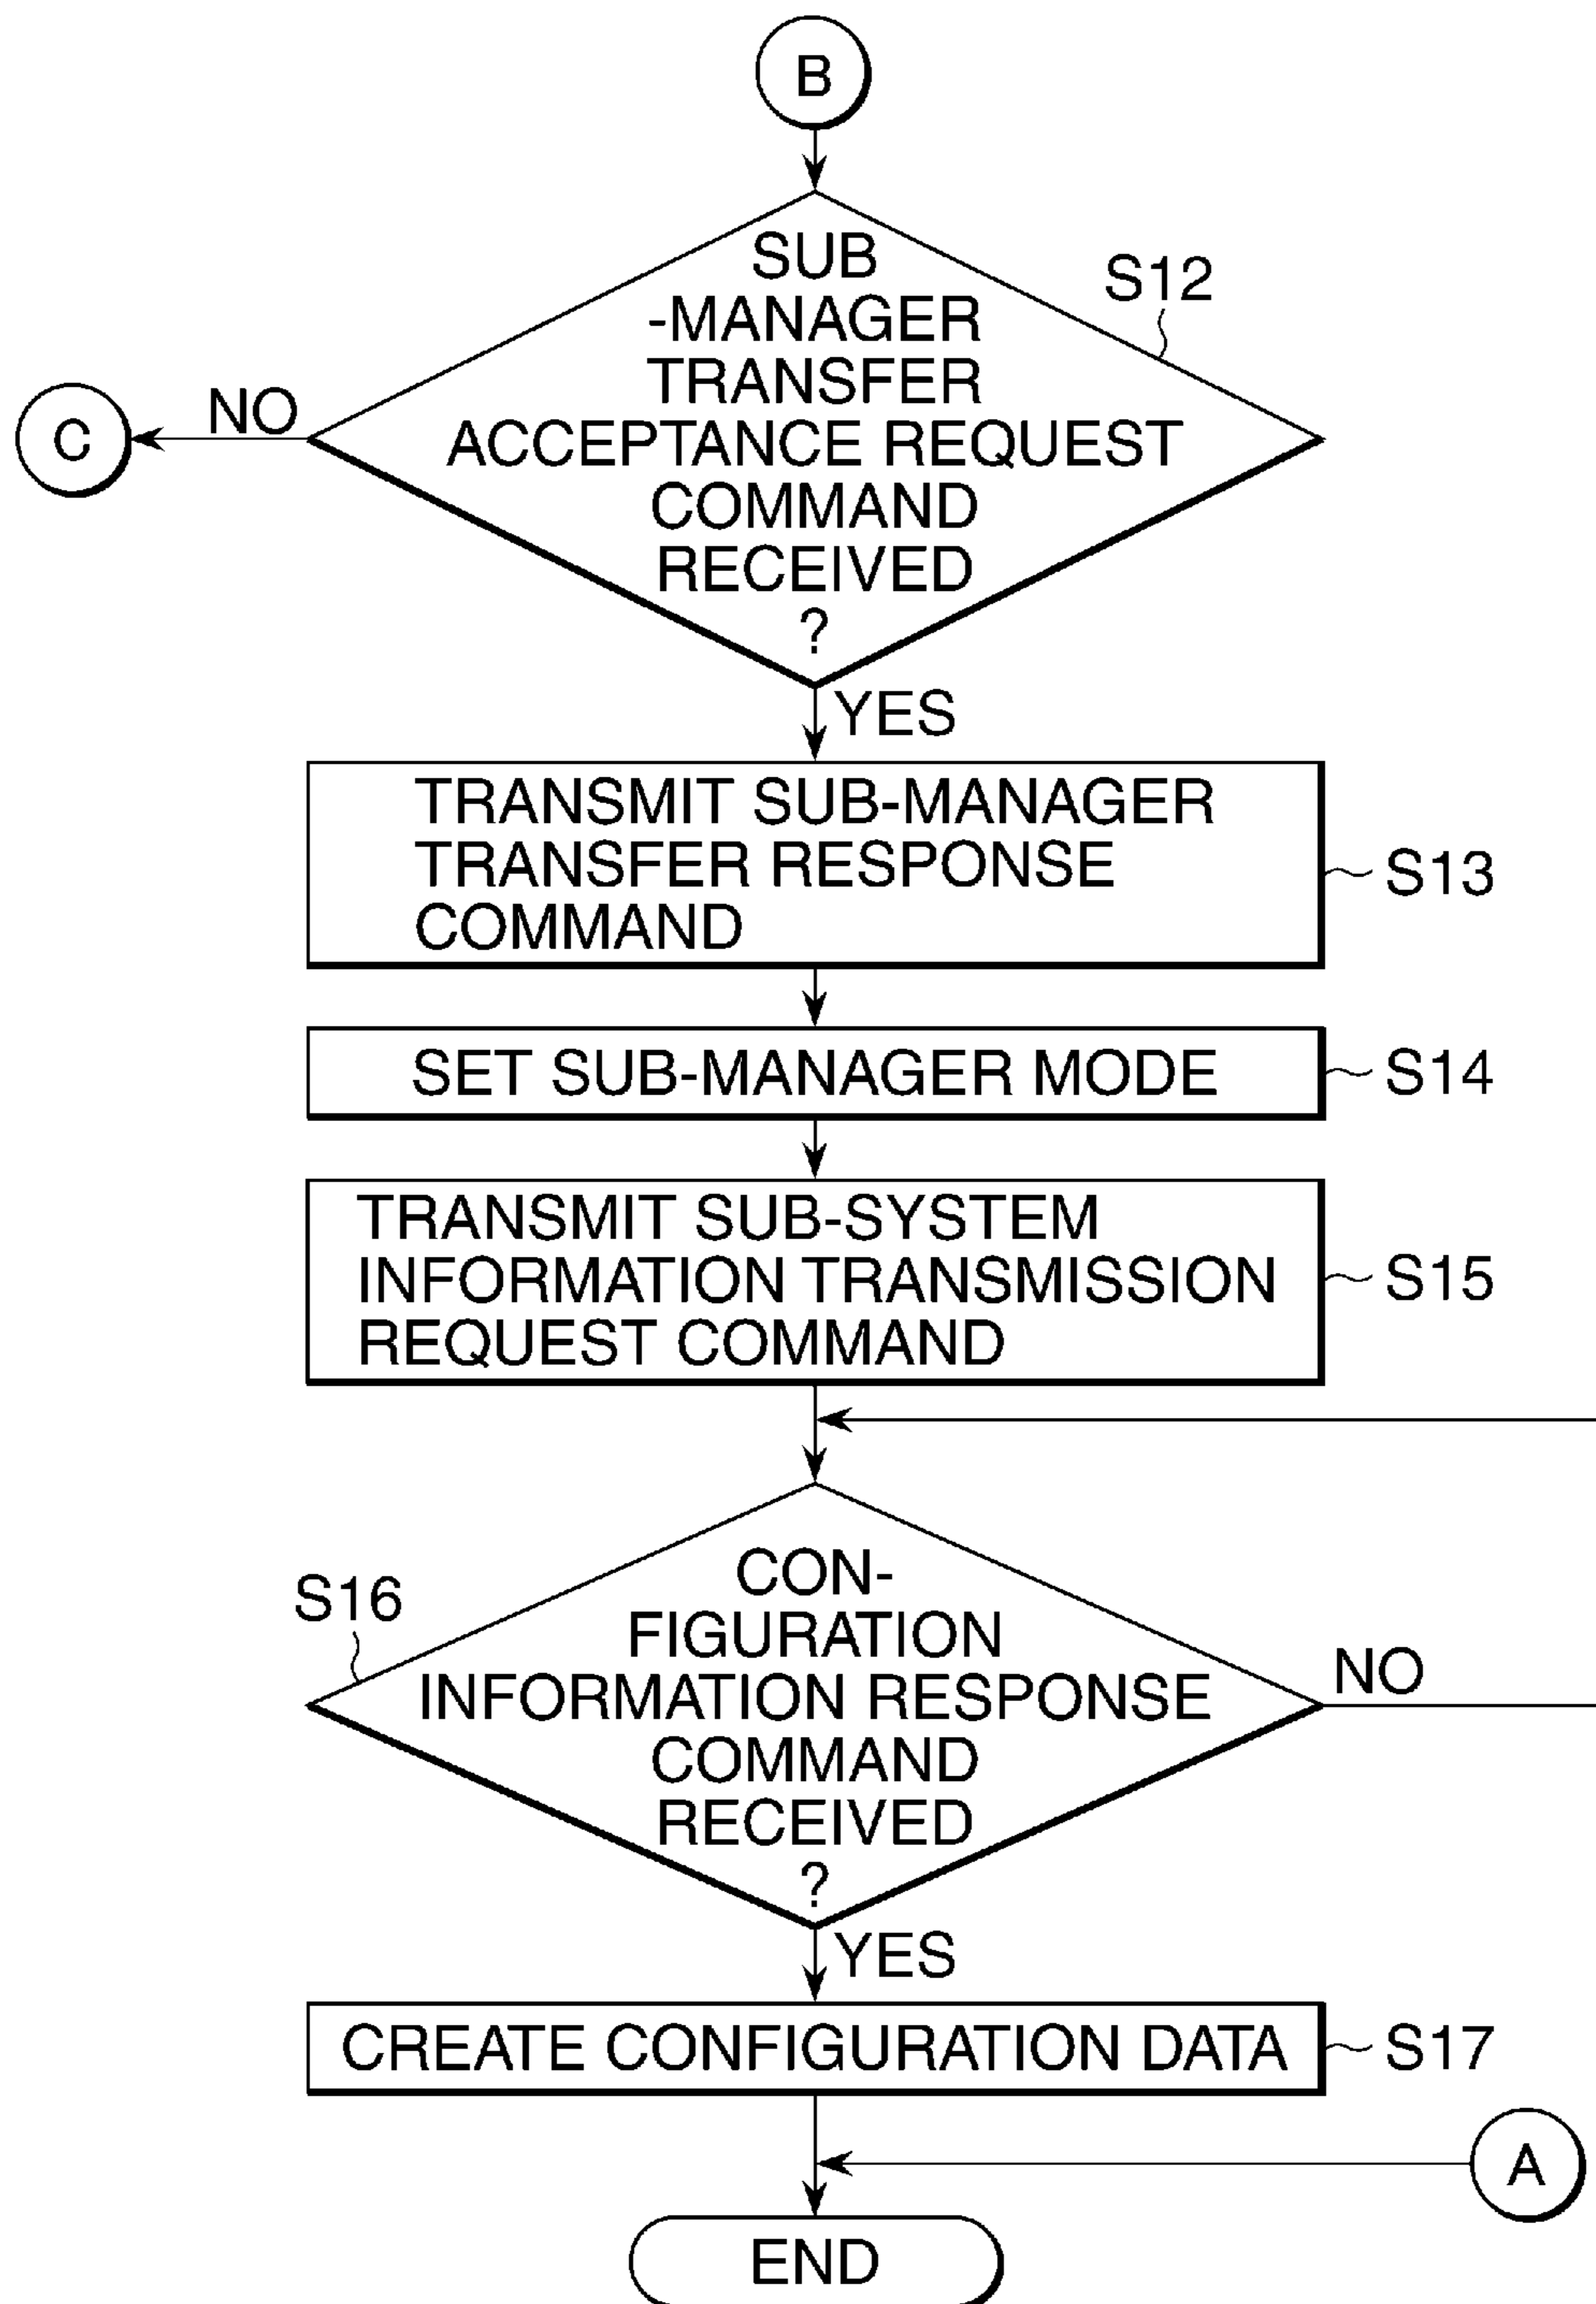 B
SUB
-MANAGER
TRANSFER
ACCEPTANCE REQUEST
COMMAND
RECEIVED
?
S12
NO
C
YES
TRANSMIT SUB-MANAGER
TRANSFER RESPONSE
COMMAND
S13
SET SUB-MANAGER MODE
S14
TRANSMIT SUB-SYSTEM
INFORMATION TRANSMISSION
REQUEST COMMAND
S15
S16
CON-
FIGURATION
INFORMATION RESPONSE
COMMAND
RECEIVED
?
NO
YES
CREATE CONFIGURATION DATA
S17
A
END